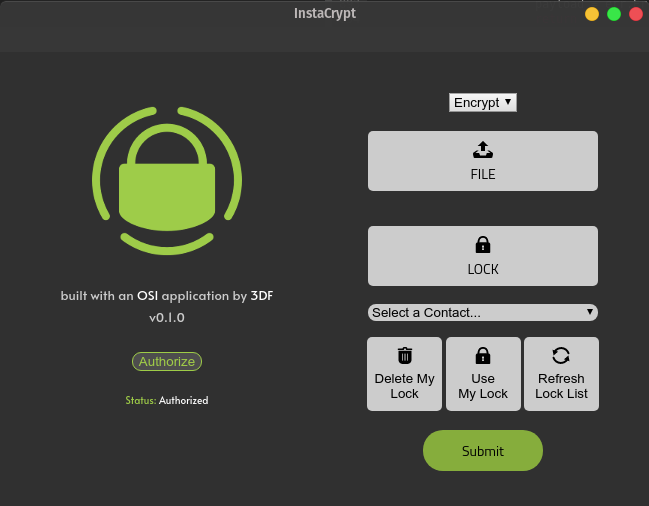 InstaCrypt
built with an OSI application by 3DF
v0.1.0
Authorize
Status: Authorized
Encrypt
FILE
LOCK
Select a Contact...
Delete My
Lock
Use
My Lock
Refresh
Lock List
Submit